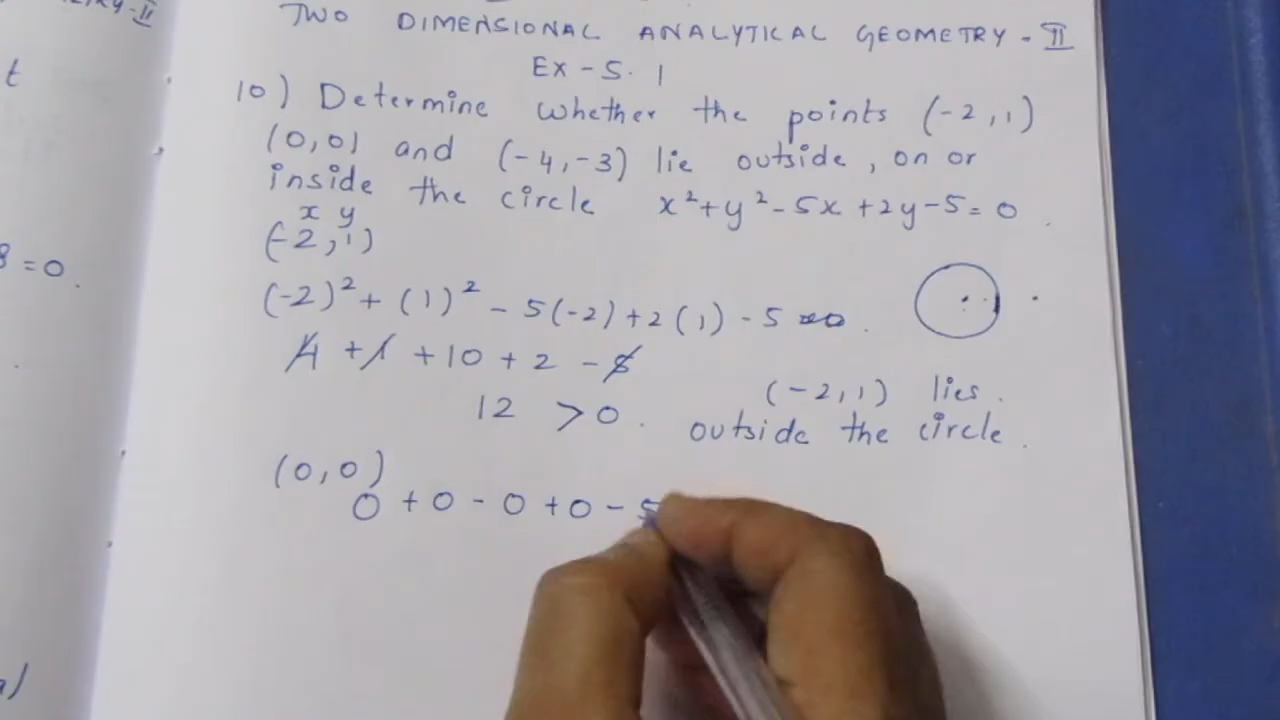 TWO DIMENSIONAL ANALYTICAL GEOMETRY - II
Ex - 5.1
t
10) Determine whether the points (-2,1)
(0,0) and (-4,-3) lie outside, on or
inside the circle x²+y²-5x+2y-5=0.
x y
(-2,1)
8=0.
(-2)²+(1)²-5(-2)+2(1)-5
4+1+10+2-5
12 >0.
(-2,1) lies.
outside the circle.
(0,0)
0+0-0+0-5